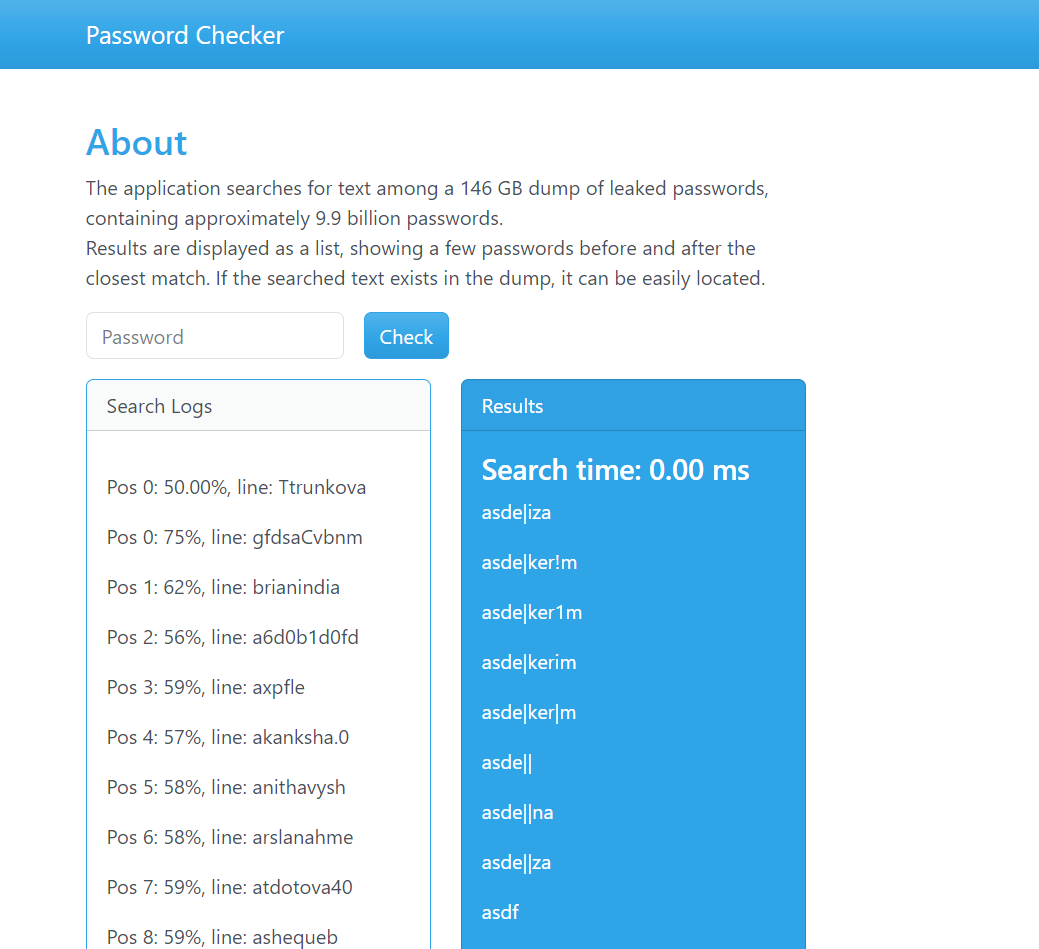 Password Checker
About
The application searches for text among a 146 GB dump of leaked passwords,
containing approximately 9.9 billion passwords.
Results are displayed as a list, showing a few passwords before and after the
closest match. If the searched text exists in the dump, it can be easily located.
Password
Check
Search Logs
Pos 0: 50.00%, line: Ttrunkova
Pos 0: 75%, line: gfdsaCvbnm
Pos 1: 62%, line: brianindia
Pos 2: 56%, line: a6d0b1d0fd
Pos 3: 59%, line: axpfle
Pos 4: 57%, line: akanksha.0
Pos 5: 58%, line: anithavysh
Pos 6: 58%, line: arslanahme
Pos 7: 59%, line: atdotova40
Pos 8: 59%, line: ashequeb
Results
Search time: 0.00 ms
asde|iza
asde|ker!m
asde|ker1m
asde|kerim
asde|ker|m
asde||
asde||na
asde||za
asdf